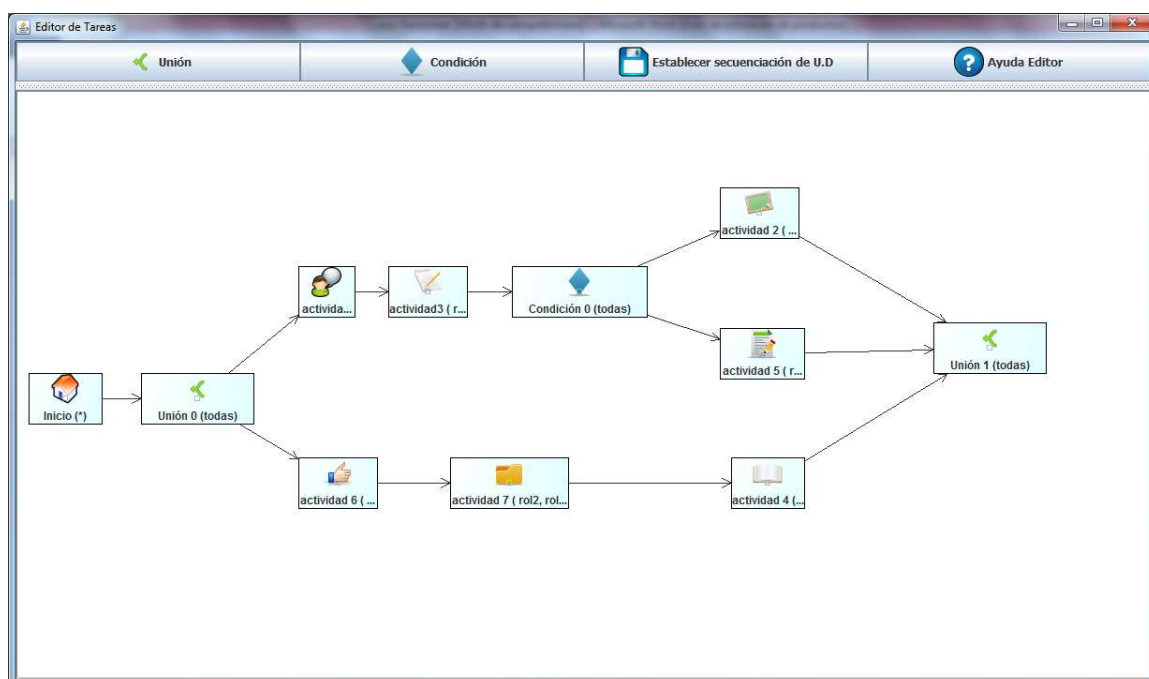 Editor de Tareas
Unión
Condición
Establecer secuenciación de U.D
Ayuda Editor
actividad 2 ( ...
activida...
actividad3 ( r...
Condición 0 (todas)
actividad 5 ( r...
Unión 1 (todas)
Inicio (*)
Unión 0 (todas)
actividad 6 ( ...
actividad 7 ( rol2, rol...
actividad 4 (...